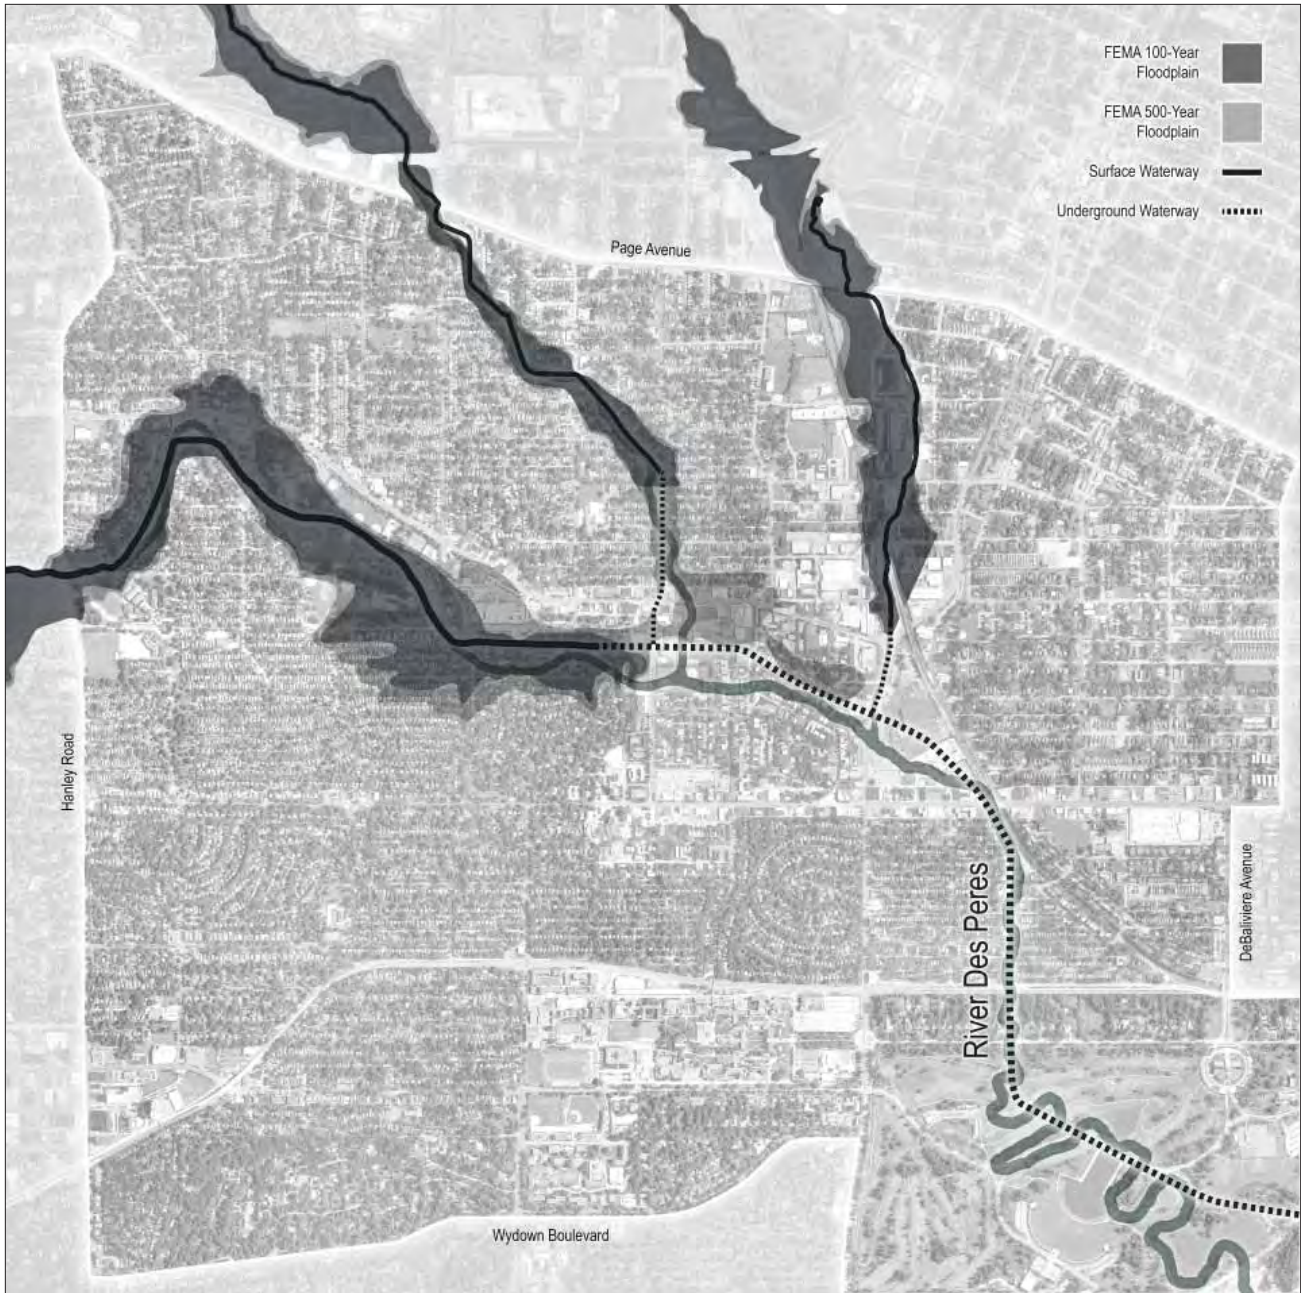 FEMA 100-Year
Floodplain
FEMA 500-Year
Floodplain
Surface Waterway
Underground Waterway
Page Avenue
Hanley Road
River Des Peres
DeBaliviere Avenue
Wydown Boulevard